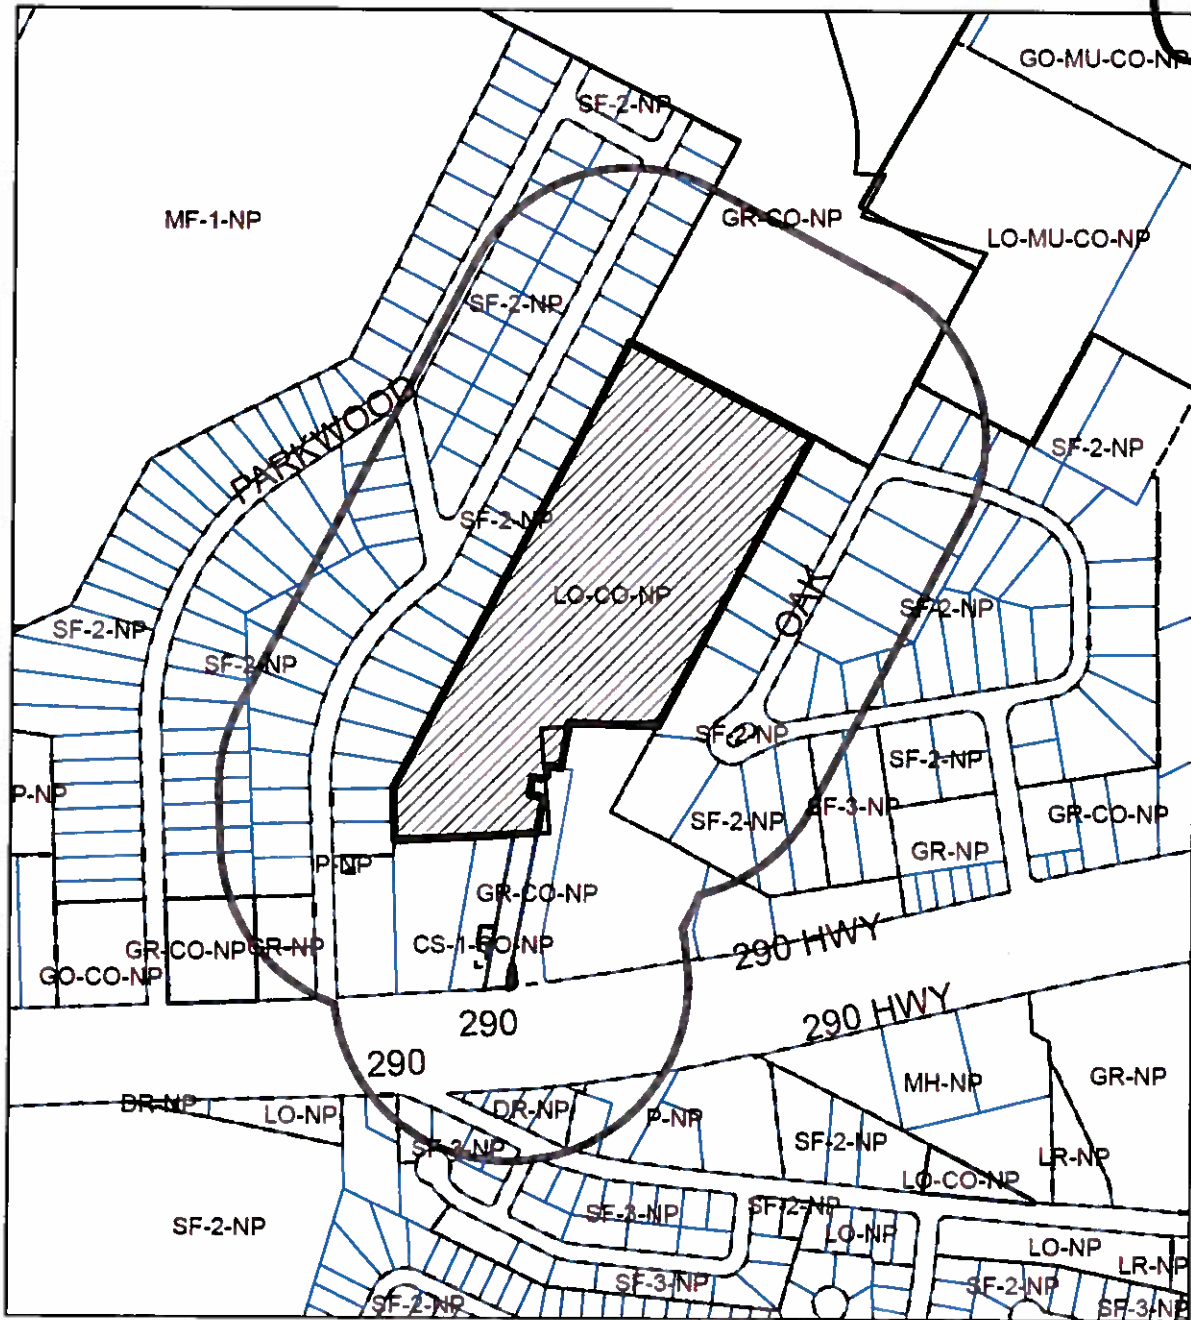 GO-MU-CO-NP
SF-2-NP
MF-1-NP
GR-CO-NP
LO-MU-CO-NP
SF-2-NP
PARKWOOD
SF-2-NP
SF-2-NP
LO-CO-NP
OAK
SF-2-NP
SF-2-NP
SF-2-NP
SF-2-NP
SF-2-NP
P-NP
SF-2-NP
SF-3-NP
GR-CO-NP
GR-NP
P-NP
GR-CO-NP
CS-1-CO-NP
GR-CO-NP
GR-NP
GO-CO-NP
290 HWY
290 HWY
290
290
MH-NP
GR-NP
DR-NP
LO-NP
DR-NP
P-NP
SF-3-NP
SF-2-NP
LR-NP
LO-CO-NP
SF-2-NP
SF-3-NP
SF-2-NP
LO-NP
LO-NP
LR-NP
SF-3-NP
SF-2-NP
SF-2-NP
SF-3-NP